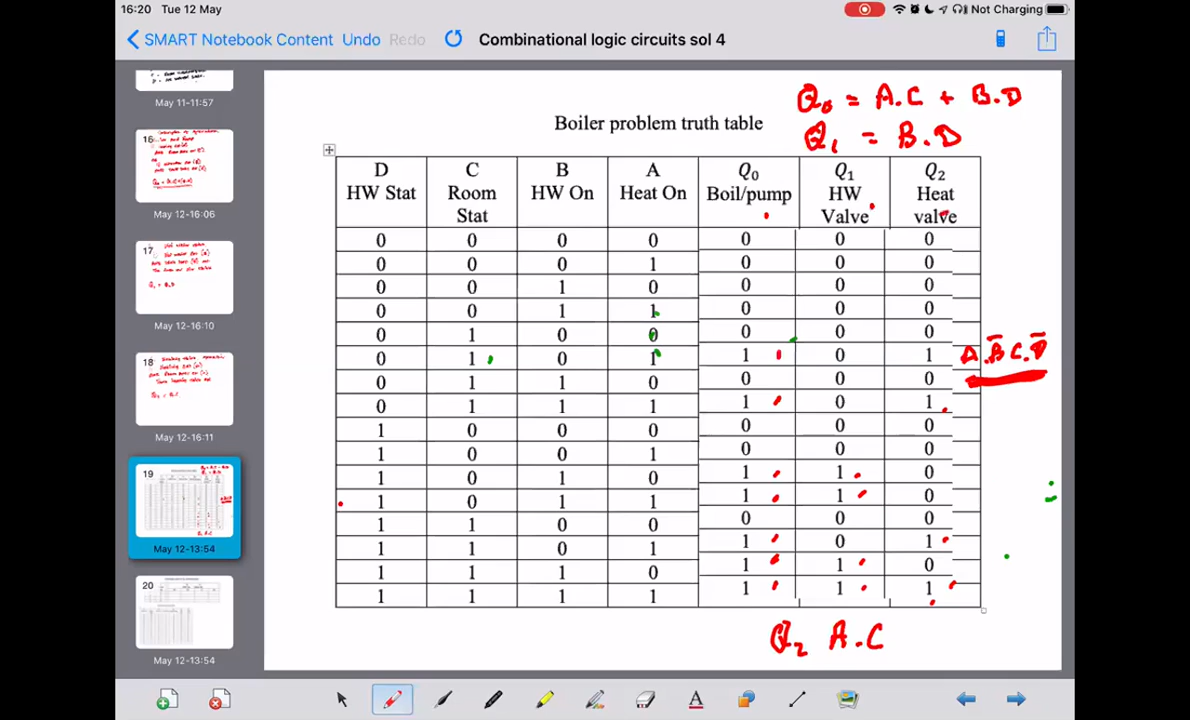 16:20 Tue 12 May
Not Charging
SMART Notebook Content Undo Redo Combinational logic circuits sol 4
May 11-11:57
16
May 12-16:06
17
May 12-16:10
18
May 12-16:11
19
May 12-13:54
20
May 12-13:54
Q₀ = A.C + B.D
Boiler problem truth table
Q₁ = B.D
D C B A Q₀ Q₁ Q₂
HW Stat Room HW On Heat On Boil/pump HW Heat
Stat Valve valve
0 0 0 0 0 0 0
0 0 0 1 0 0 0
0 0 1 0 0 0 0
0 0 1 1 0 0 0
0 1 0 0 0 0 0
0 1 0 1 1 0 1 A.B̅ C.D̅
0 1 1 0 0 0 0
0 1 1 1 1 0 1
1 0 0 0 0 0 0
1 0 0 1 0 0 0
1 0 1 0 1 1 0
1 0 1 1 1 1 0
1 1 0 0 0 0 0
1 1 0 1 1 0 1
1 1 1 0 1 1 0
1 1 1 1 1 1 1
Q₂ A.C
A